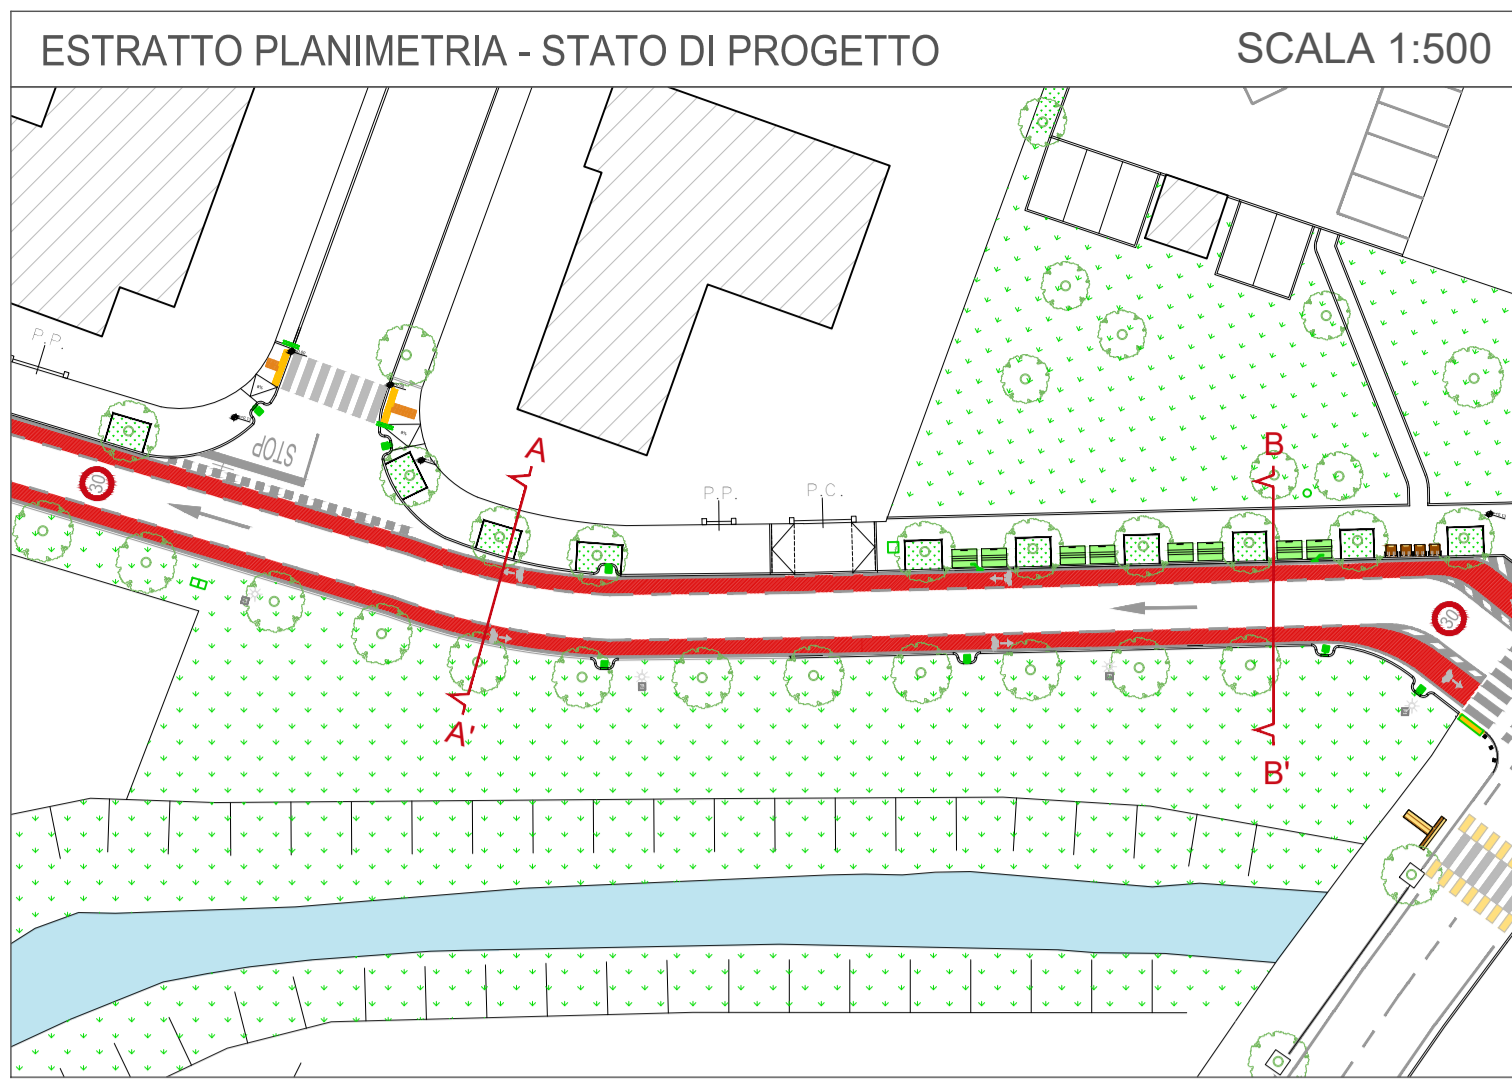 ESTRATTO PLANIMETRIA - STATO DI PROGETTO
SCALA 1:500
P.P.
STOP
A
B
30
P.P.
P.C.
30
A'
B'